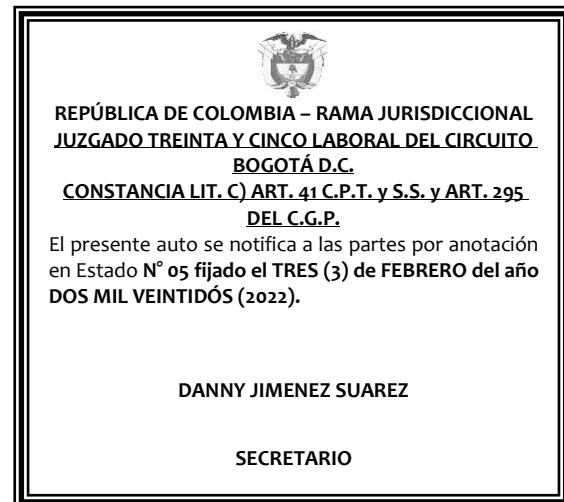 REPÚBLICA DE COLOMBIA – RAMA JURISDICCIONAL
JUZGADO TREINTA Y CINCO LABORAL DEL CIRCUITO
BOGOTÁ D.C.
CONSTANCIA LIT. C) ART. 41 C.P.T. y S.S. y ART. 295
DEL C.G.P.
El presente auto se notifica a las partes por anotación
en Estado N° 05 fijado el TRES (3) de FEBRERO del año
DOS MIL VEINTIDÓS (2022).
DANNY JIMENEZ SUAREZ
SECRETARIO